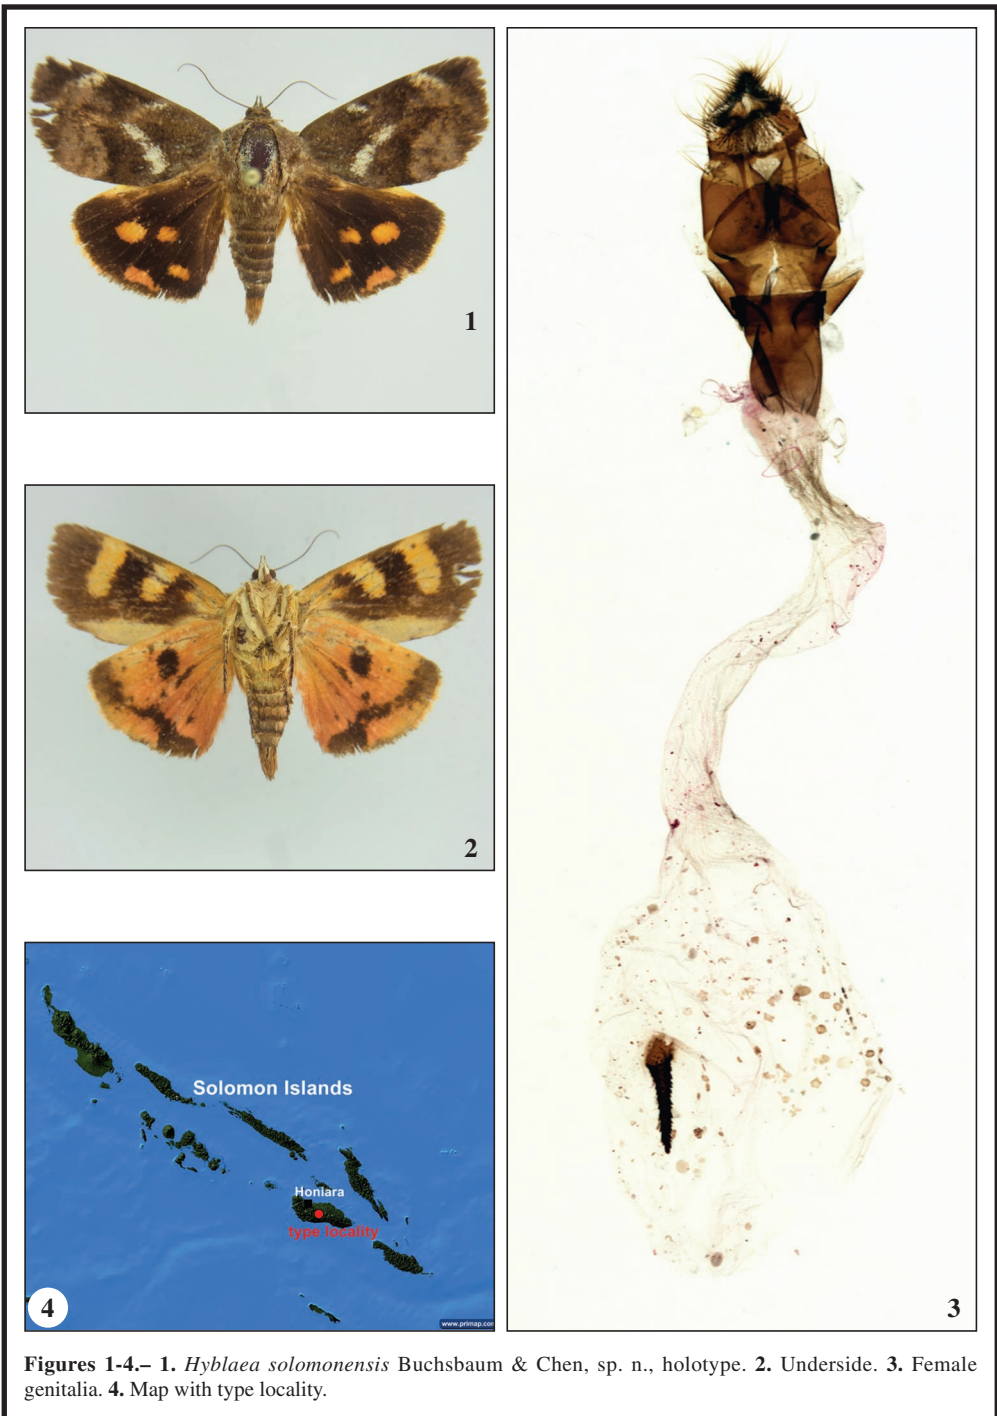 1
2
3
Solomon Islands
Honiara
type locality
4
www.primap.com
Figures 1-4.– 1. Hyblaea solomonensis Buchsbaum & Chen, sp. n., holotype. 2. Underside. 3. Female
genitalia. 4. Map with type locality.